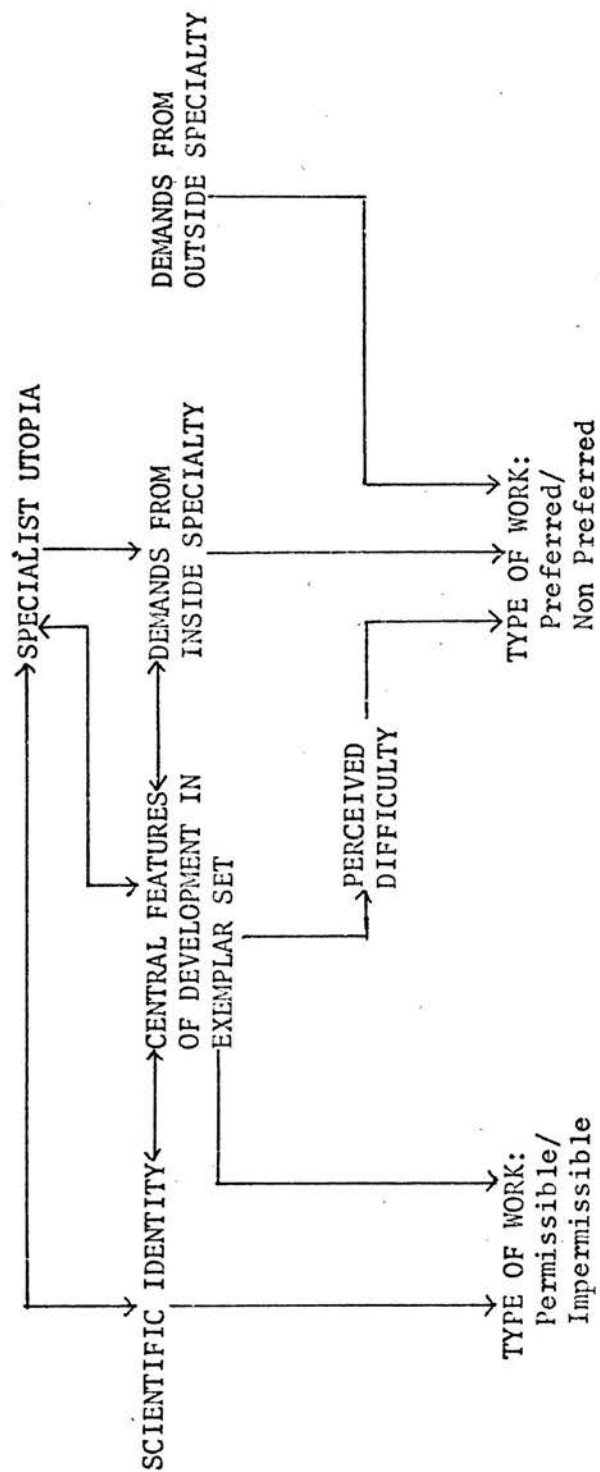 SPECIALIST UTOPIA
SCIENTIFIC IDENTITY
CENTRAL FEATURES
OF DEVELOPMENT IN
EXEMPLAR SET
DEMANDS FROM
INSIDE SPECIALTY
DEMANDS FROM
OUTSIDE SPECIALTY
PERCEIVED
DIFFICULTY
TYPE OF WORK:
Permissible/
Impermissible
TYPE OF WORK:
Preferred/
Non Preferred